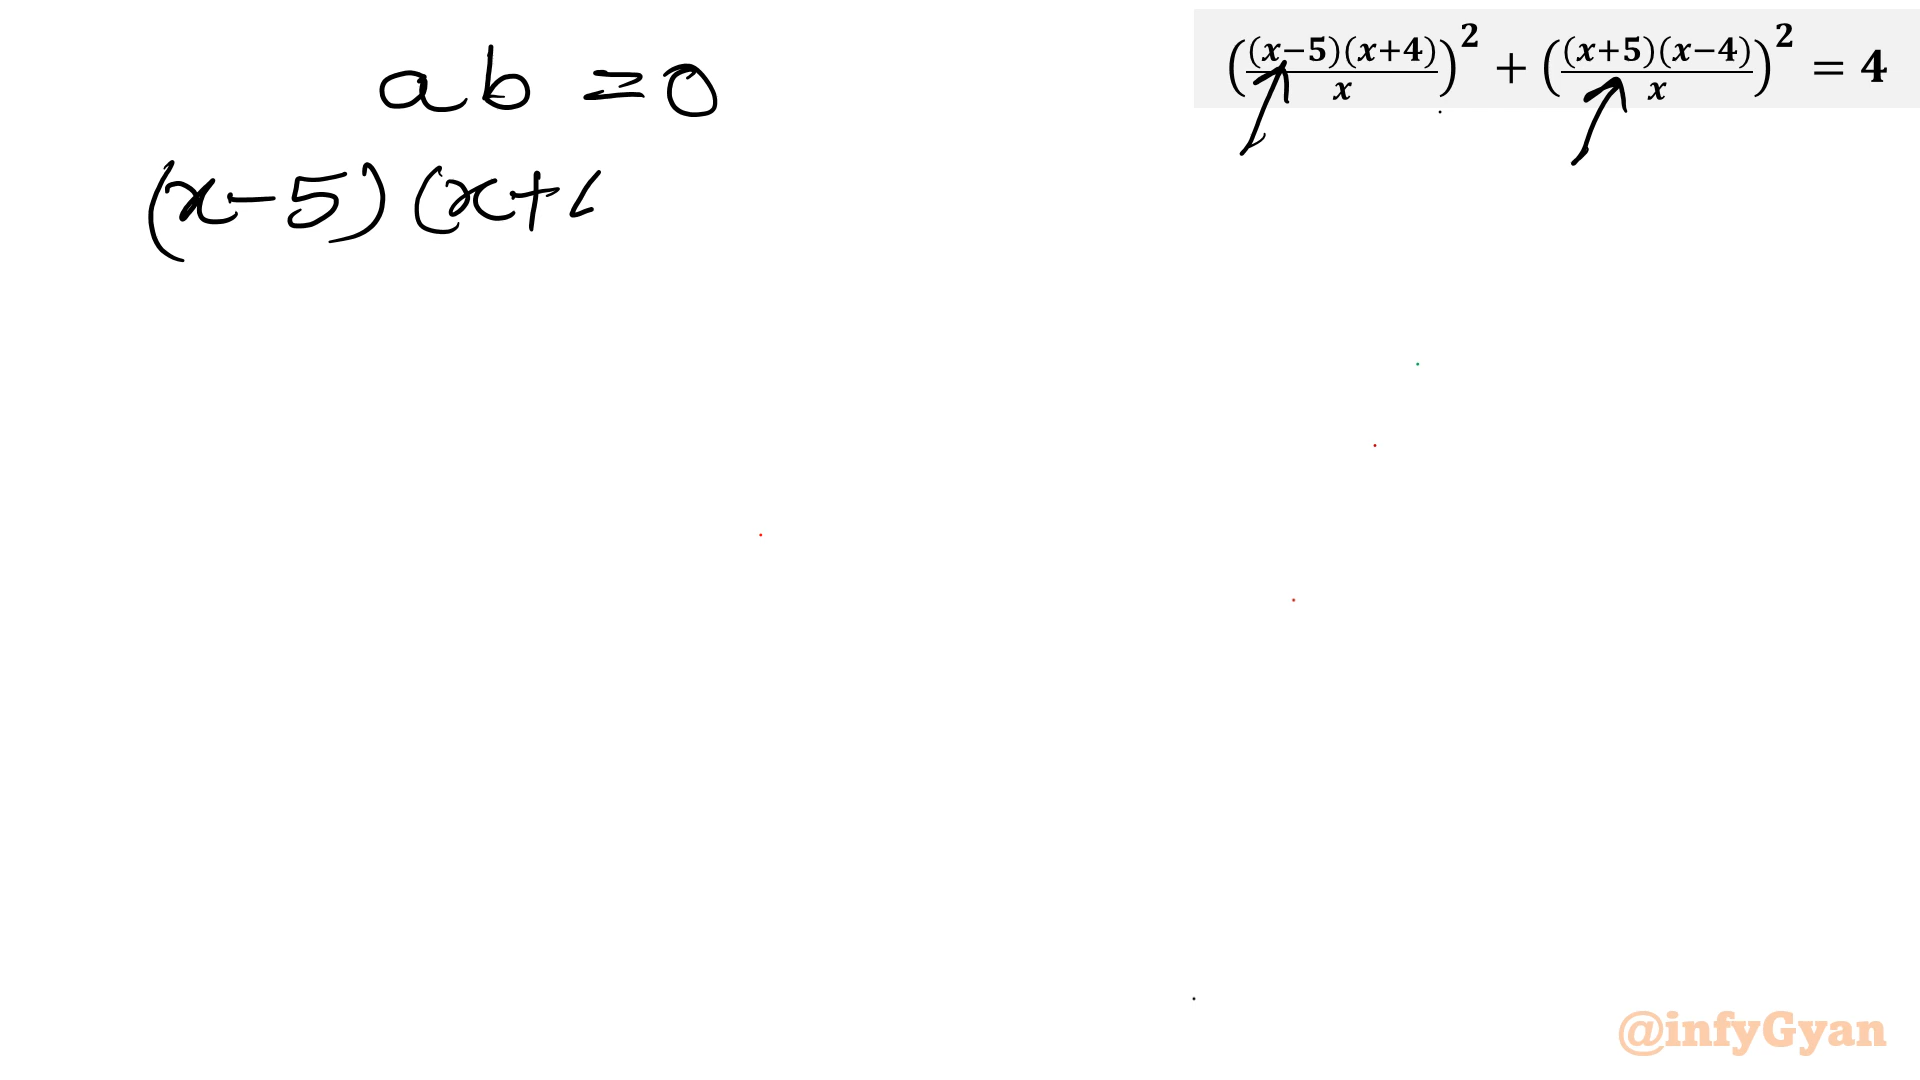 ab = 0
((x−5)(x+4)/x)² + ((x+5)(x−4)/x)² = 4
(x-5)(x+
@infyGyan